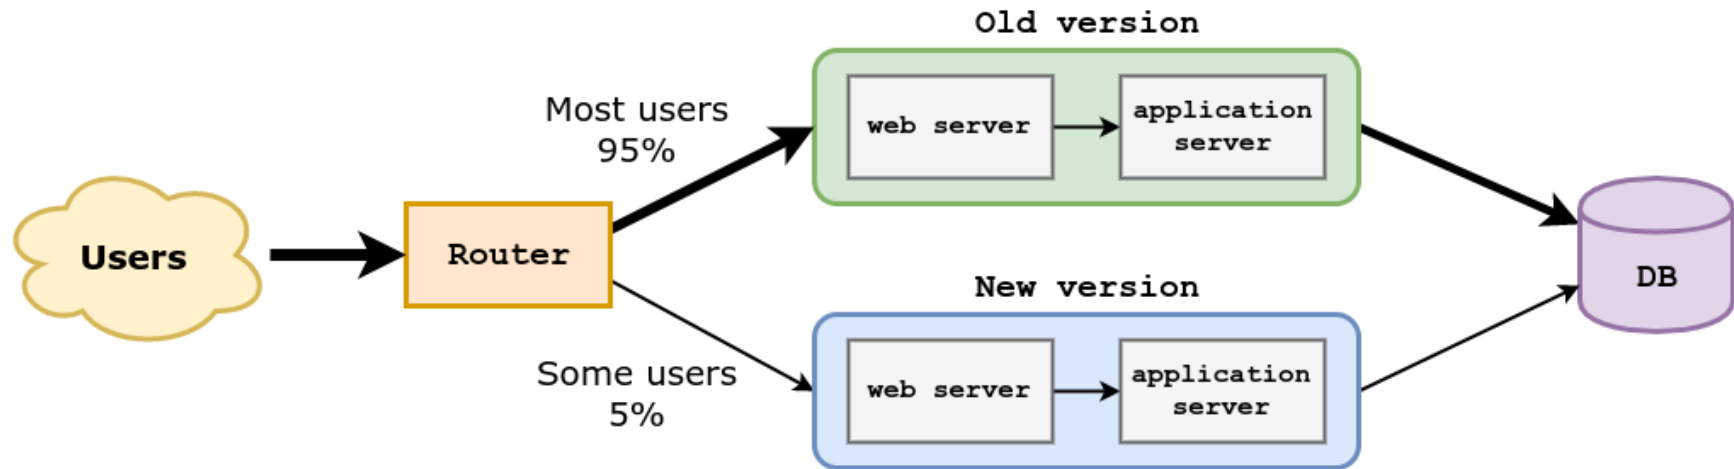 Old version
Most users
95%
web server
application
server
Users
Router
DB
New version
Some users
5%
web server
application
server